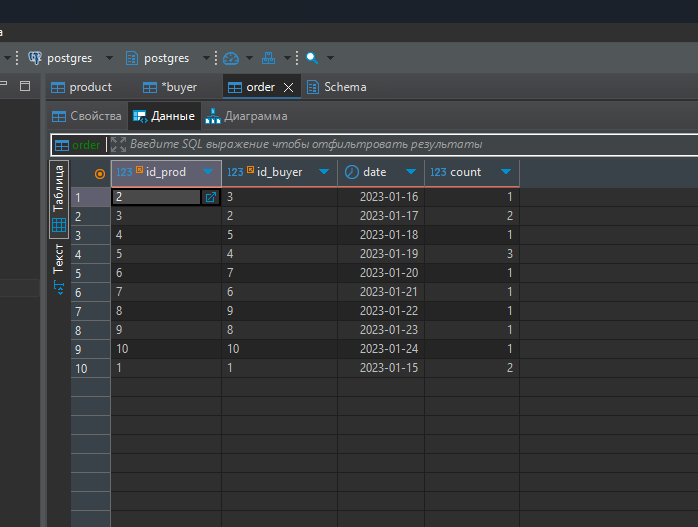 а
postgres postgres
product *buyer order Schema
Свойства Данные Диаграмма
order Введите SQL выражение чтобы отфильтровать результаты
Таблица
Текст
123 id_prod 123 id_buyer date 123 count
1 2 3 2023-01-16 1
2 3 2 2023-01-17 2
3 4 5 2023-01-18 1
4 5 4 2023-01-19 3
5 6 7 2023-01-20 1
6 7 6 2023-01-21 1
7 8 9 2023-01-22 1
8 9 8 2023-01-23 1
9 10 10 2023-01-24 1
10 1 1 2023-01-15 2